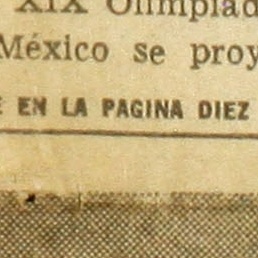 XIX Olimpiad
México se proy
E EN LA PAGINA DIEZ